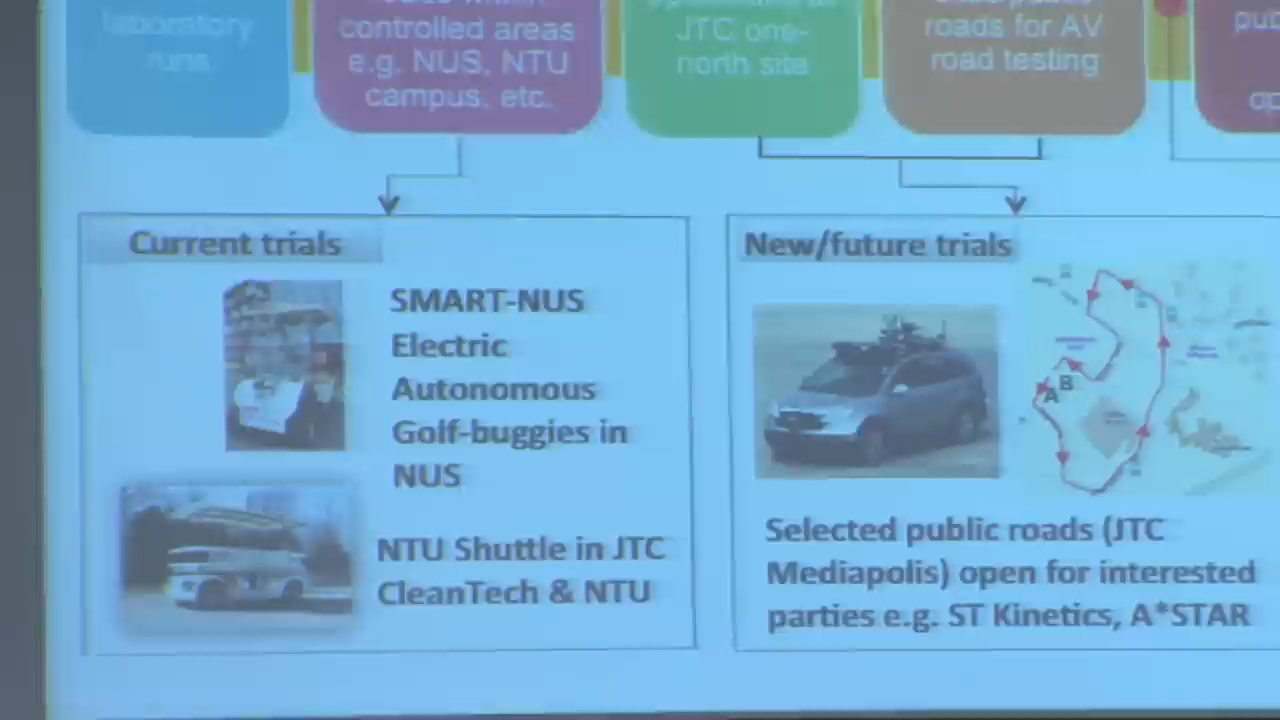 laboratory
runs.
controlled areas
e.g. NUS, NTU
campus, etc.
JTC one-
north site
roads for AV
road testing
Current trials
SMART-NUS
Electric
Autonomous
Golf-buggies in
NUS
NTU Shuttle in JTC
CleanTech & NTU
New/future trials
A
B
Selected public roads (JTC
Mediapolis) open for interested
parties e.g. ST Kinetics, A*STAR